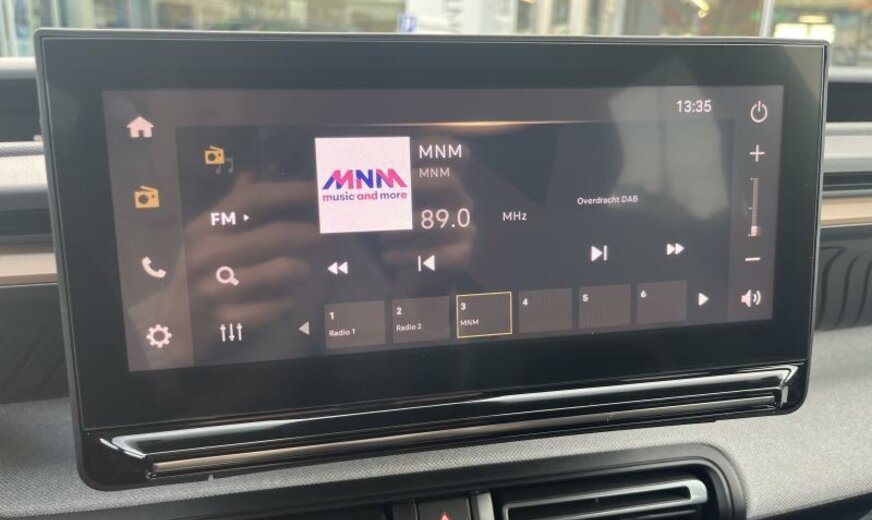 13:35
MNM
music and more
MNM
MNM
FM
89.0 MHz
Overdracht DAB
1
Radio 1
2
Radio 2
3
MNM
4
5
6